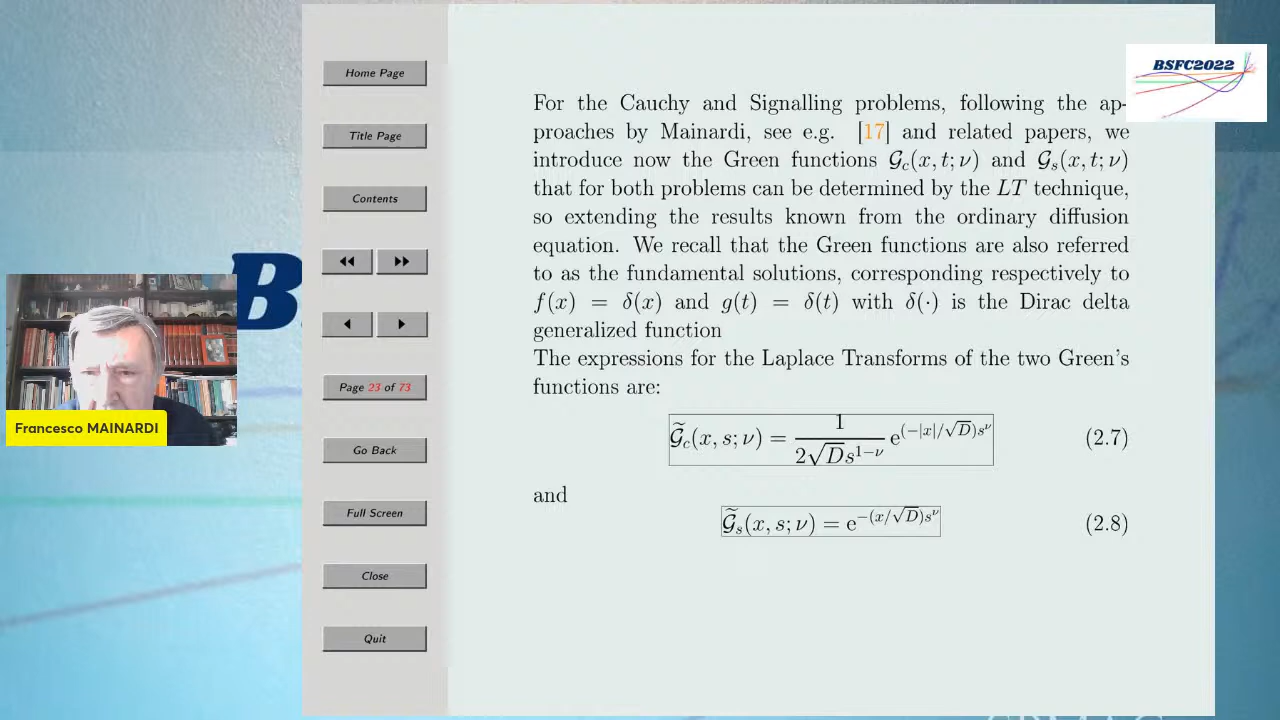 BSFC2022
Home Page
Title Page
Contents
Page 23 of 73
Go Back
Full Screen
Close
Quit
For the Cauchy and Signalling problems, following the ap-
proaches by Mainardi, see e.g. [17] and related papers, we
introduce now the Green functions 𝒢c(x, t; ν) and 𝒢s(x, t; ν)
that for both problems can be determined by the LT technique,
so extending the results known from the ordinary diffusion
equation. We recall that the Green functions are also referred
to as the fundamental solutions, corresponding respectively to
f(x) = δ(x) and g(t) = δ(t) with δ(·) is the Dirac delta
generalized function
The expressions for the Laplace Transforms of the two Green's
functions are:
𝒢̃c(x, s; ν) = 1/(2√D s^(1−ν)) e^((−|x|/√D)s^ν) (2.7)
and
𝒢̃s(x, s; ν) = e^(−(x/√D)s^ν) (2.8)
Francesco MAINARDI
B